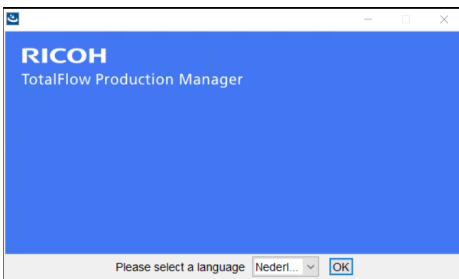 RICOH
TotalFlow Production Manager
Please select a language Nederl... OK